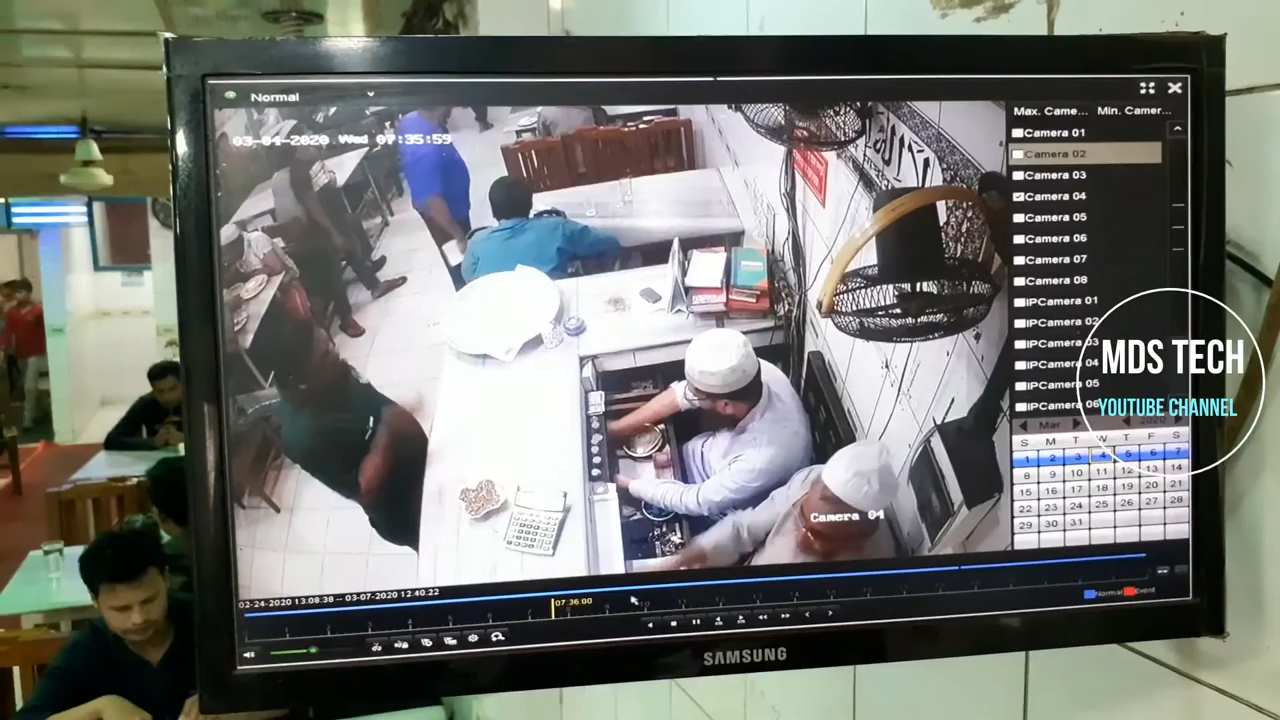 Normal
Max. Came... Min. Camer...
03-04-2020 Wed 07:35:59
Camera 01
Camera 02
Camera 03
Camera 04
Camera 05
Camera 06
Camera 07
Camera 08
IPCamera 01
IPCamera 02
IPCamera 03
IPCamera 04
IPCamera 05
IPCamera 06
MDS TECH
YOUTUBE CHANNEL
Mar 2020
S M T W T F S
1 2 3 4 5 6 7
8 9 10 11 12 13 14
15 16 17 18 19 20 21
22 23 24 25 26 27 28
29 30 31
Camera 04
02-24-2020 13.08.38 -- 03-07-2020 12.40.22
07:36:00
Normal Event
SAMSUNG